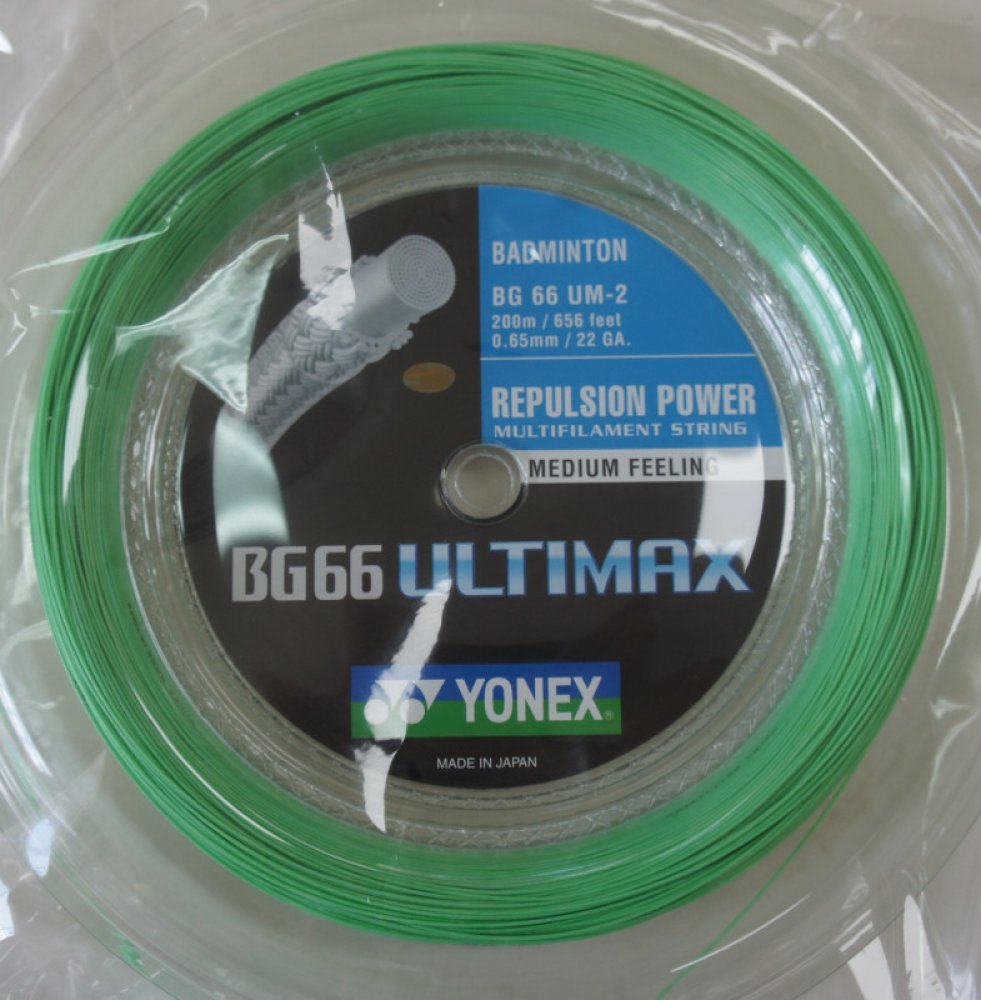 BADMINTON
BG 66 UM-2
200m / 656 feet
0.65mm / 22 GA.
REPULSION POWER
MULTIFILAMENT STRING
MEDIUM FEELING
BG66 ULTIMAX
YONEX®
MADE IN JAPAN